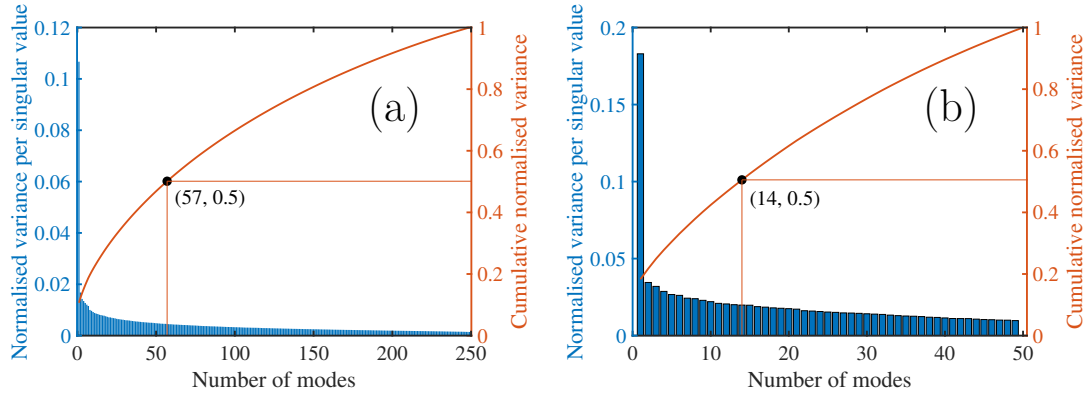 Normalised variance per singular value
0.12
0.1
0.08
0.06
0.04
0.02
0
(a)
(57, 0.5)
1
0.8
0.6
0.4
0.2
0
Cumulative normalised variance
0 50 100 150 200 250
Number of modes
Normalised variance per singular value
0.2
0.15
0.1
0.05
0
(b)
(14, 0.5)
1
0.8
0.6
0.4
0.2
0
Cumulative normalised variance
0 10 20 30 40 50
Number of modes